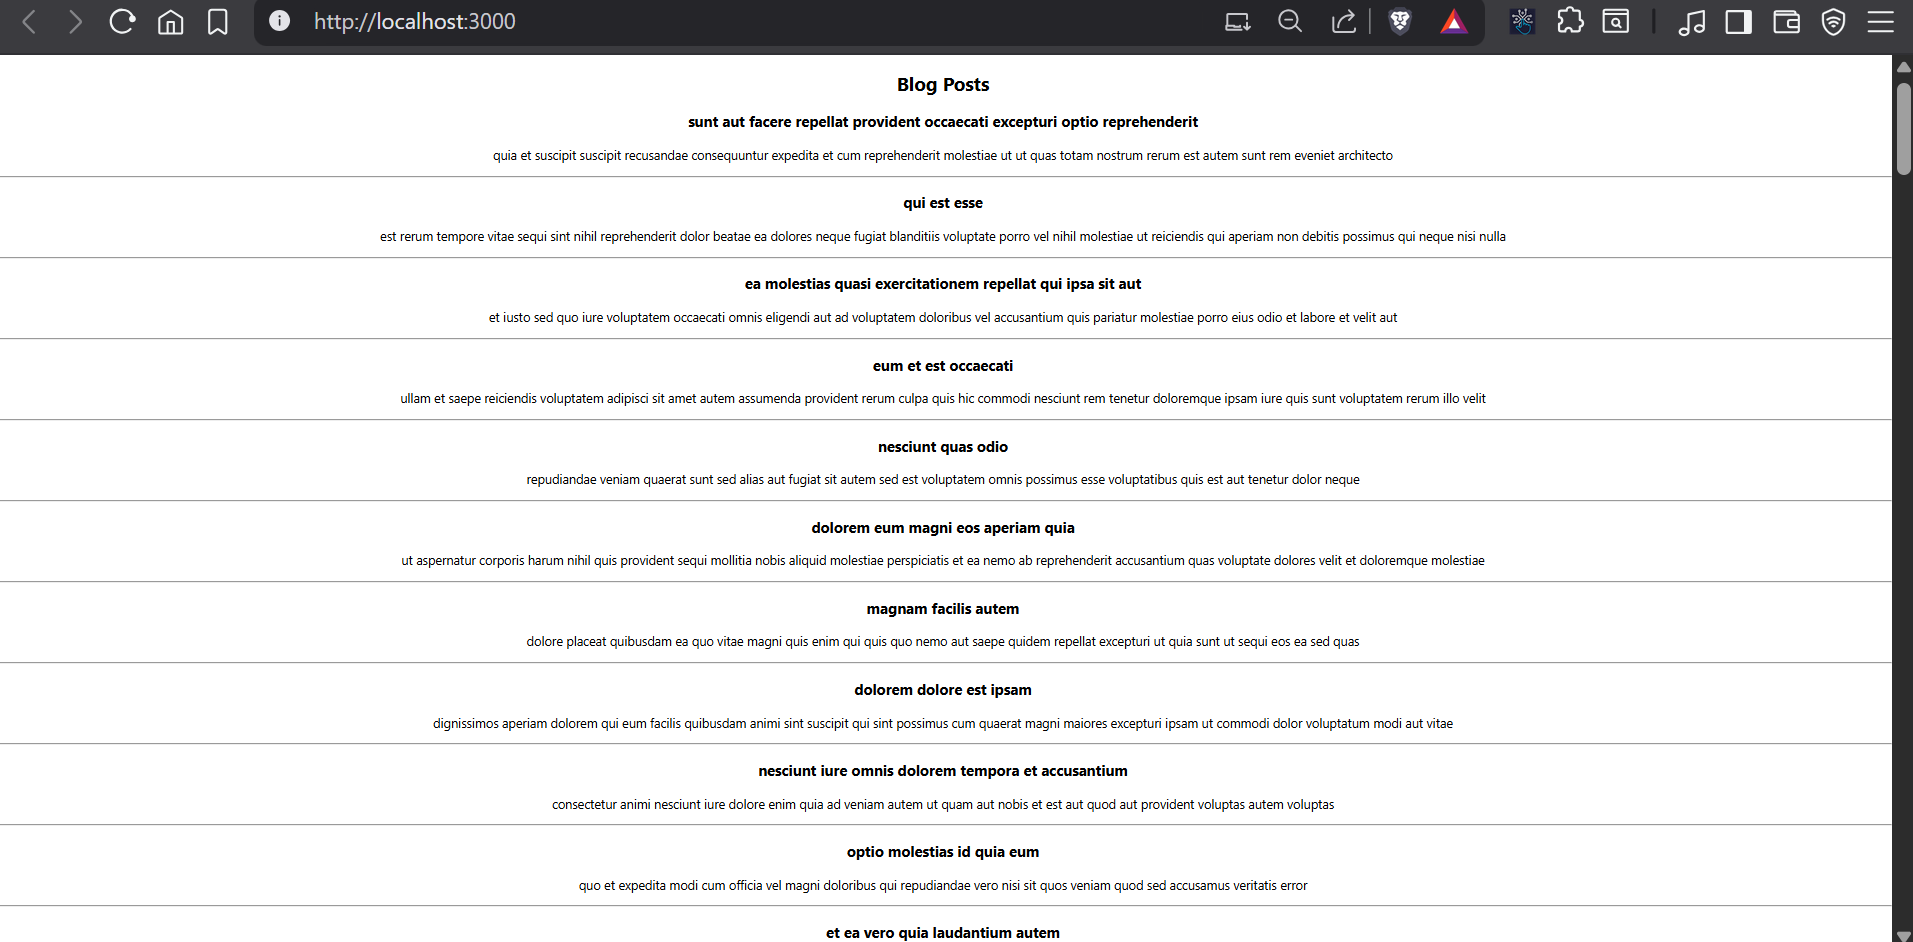 http://localhost:3000
Blog Posts
sunt aut facere repellat provident occaecati excepturi optio reprehenderit
quia et suscipit suscipit recusandae consequuntur expedita et cum reprehenderit molestiae ut ut quas totam nostrum rerum est autem sunt rem eveniet architecto
qui est esse
est rerum tempore vitae sequi sint nihil reprehenderit dolor beatae ea dolores neque fugiat blanditiis voluptate porro vel nihil molestiae ut reiciendis qui aperiam non debitis possimus qui neque nisi nulla
ea molestias quasi exercitationem repellat qui ipsa sit aut
et iusto sed quo iure voluptatem occaecati omnis eligendi aut ad voluptatem doloribus vel accusantium quis pariatur molestiae porro eius odio et labore et velit aut
eum et est occaecati
ullam et saepe reiciendis voluptatem adipisci sit amet autem assumenda provident rerum culpa quis hic commodi nesciunt rem tenetur doloremque ipsam iure quis sunt voluptatem rerum illo velit
nesciunt quas odio
repudiandae veniam quaerat sunt sed alias aut fugiat sit autem sed est voluptatem omnis possimus esse voluptatibus quis est aut tenetur dolor neque
dolorem eum magni eos aperiam quia
ut aspernatur corporis harum nihil quis provident sequi mollitia nobis aliquid molestiae perspiciatis et ea nemo ab reprehenderit accusantium quas voluptate dolores velit et doloremque molestiae
magnam facilis autem
dolore placeat quibusdam ea quo vitae magni quis enim qui quis quo nemo aut saepe quidem repellat excepturi ut quia sunt ut sequi eos ea sed quas
dolorem dolore est ipsam
dignissimos aperiam dolorem qui eum facilis quibusdam animi sint suscipit qui sint possimus cum quaerat magni maiores excepturi ipsam ut commodi dolor voluptatum modi aut vitae
nesciunt iure omnis dolorem tempora et accusantium
consectetur animi nesciunt iure dolore enim quia ad veniam autem ut quam aut nobis et est aut quod aut provident voluptas autem voluptas
optio molestias id quia eum
quo et expedita modi cum officia vel magni doloribus qui repudiandae vero nisi sit quos veniam quod sed accusamus veritatis error
et ea vero quia laudantium autem